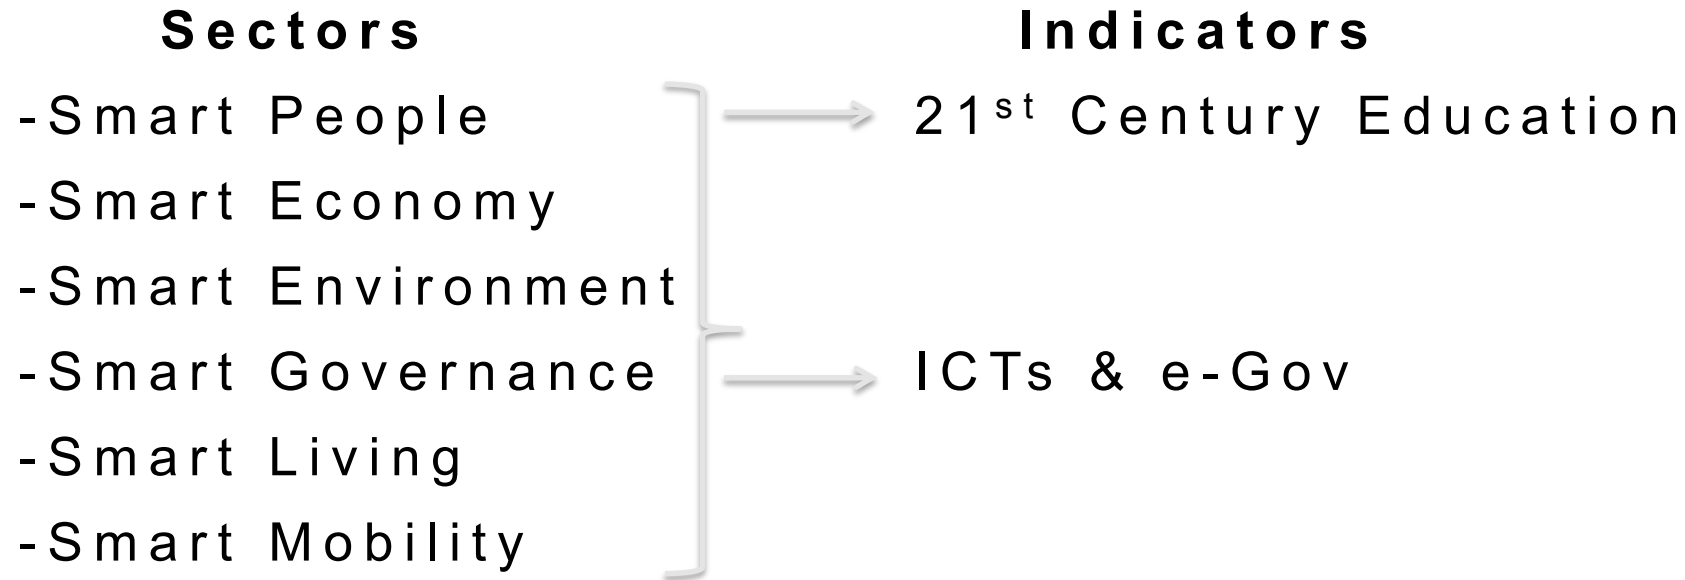 Sectors
Indicators
-Smart People
21st Century Education
-Smart Economy
-Smart Environment
-Smart Governance
ICTs & e-Gov
-Smart Living
-Smart Mobility